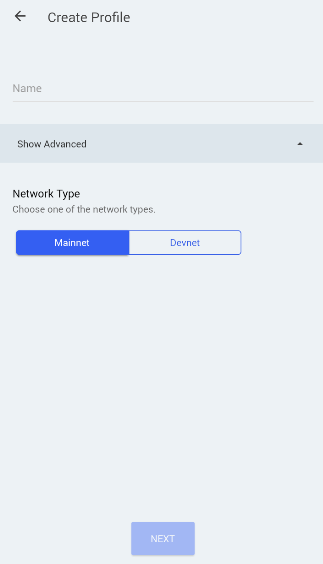 Create Profile
Name
Show Advanced
Network Type
Choose one of the network types.
Mainnet
Devnet
NEXT